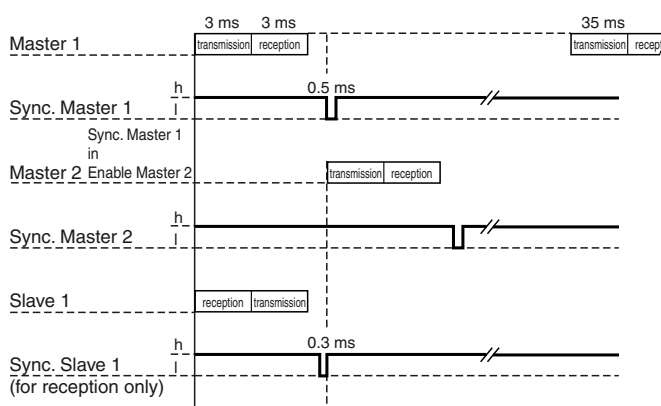 3 ms 3 ms 35 ms
Master 1 transmission reception transmission recept
h
0.5 ms
Sync. Master 1 l
Sync. Master 1
in
Master 2 Enable Master 2 transmission reception
h
Sync. Master 2 l
Slave 1 reception transmission
h
0.3 ms
Sync. Slave 1 l
(for reception only)